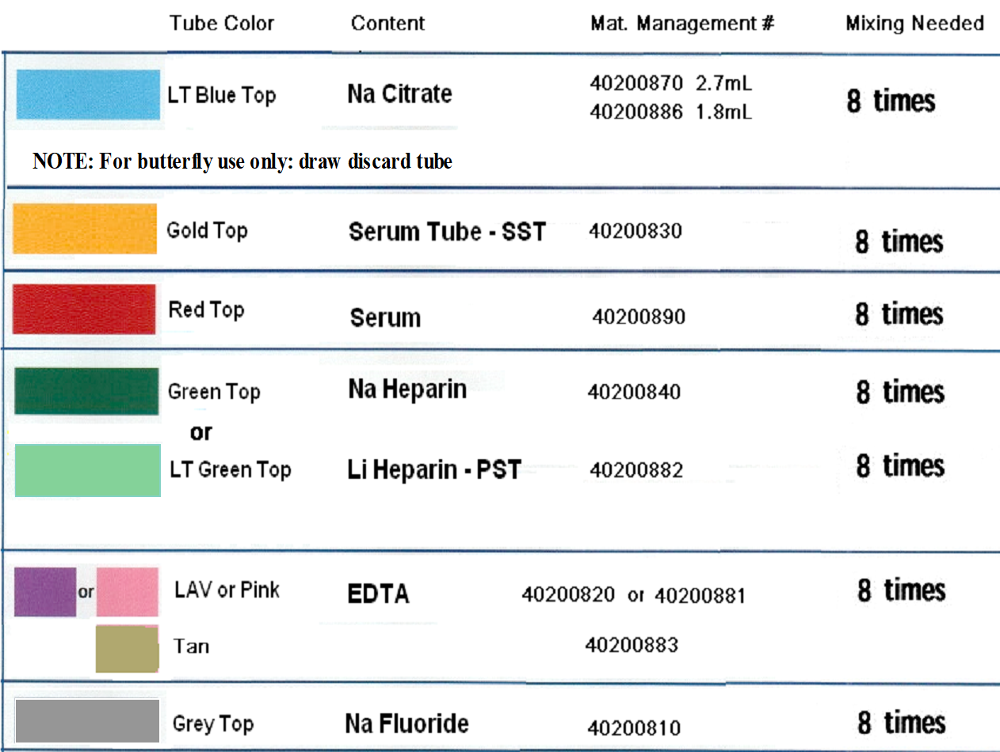 Tube Color Content Mat. Management # Mixing Needed
LT Blue Top Na Citrate 40200870 2.7mL 8 times
40200886 1.8mL
NOTE: For butterfly use only: draw discard tube
Gold Top Serum Tube - SST 40200830 8 times
Red Top Serum 40200890 8 times
Green Top Na Heparin 40200840 8 times
or
LT Green Top Li Heparin - PST 40200882 8 times
or LAV or Pink EDTA 40200820 or 40200881 8 times
Tan 40200883
Grey Top Na Fluoride 40200810 8 times